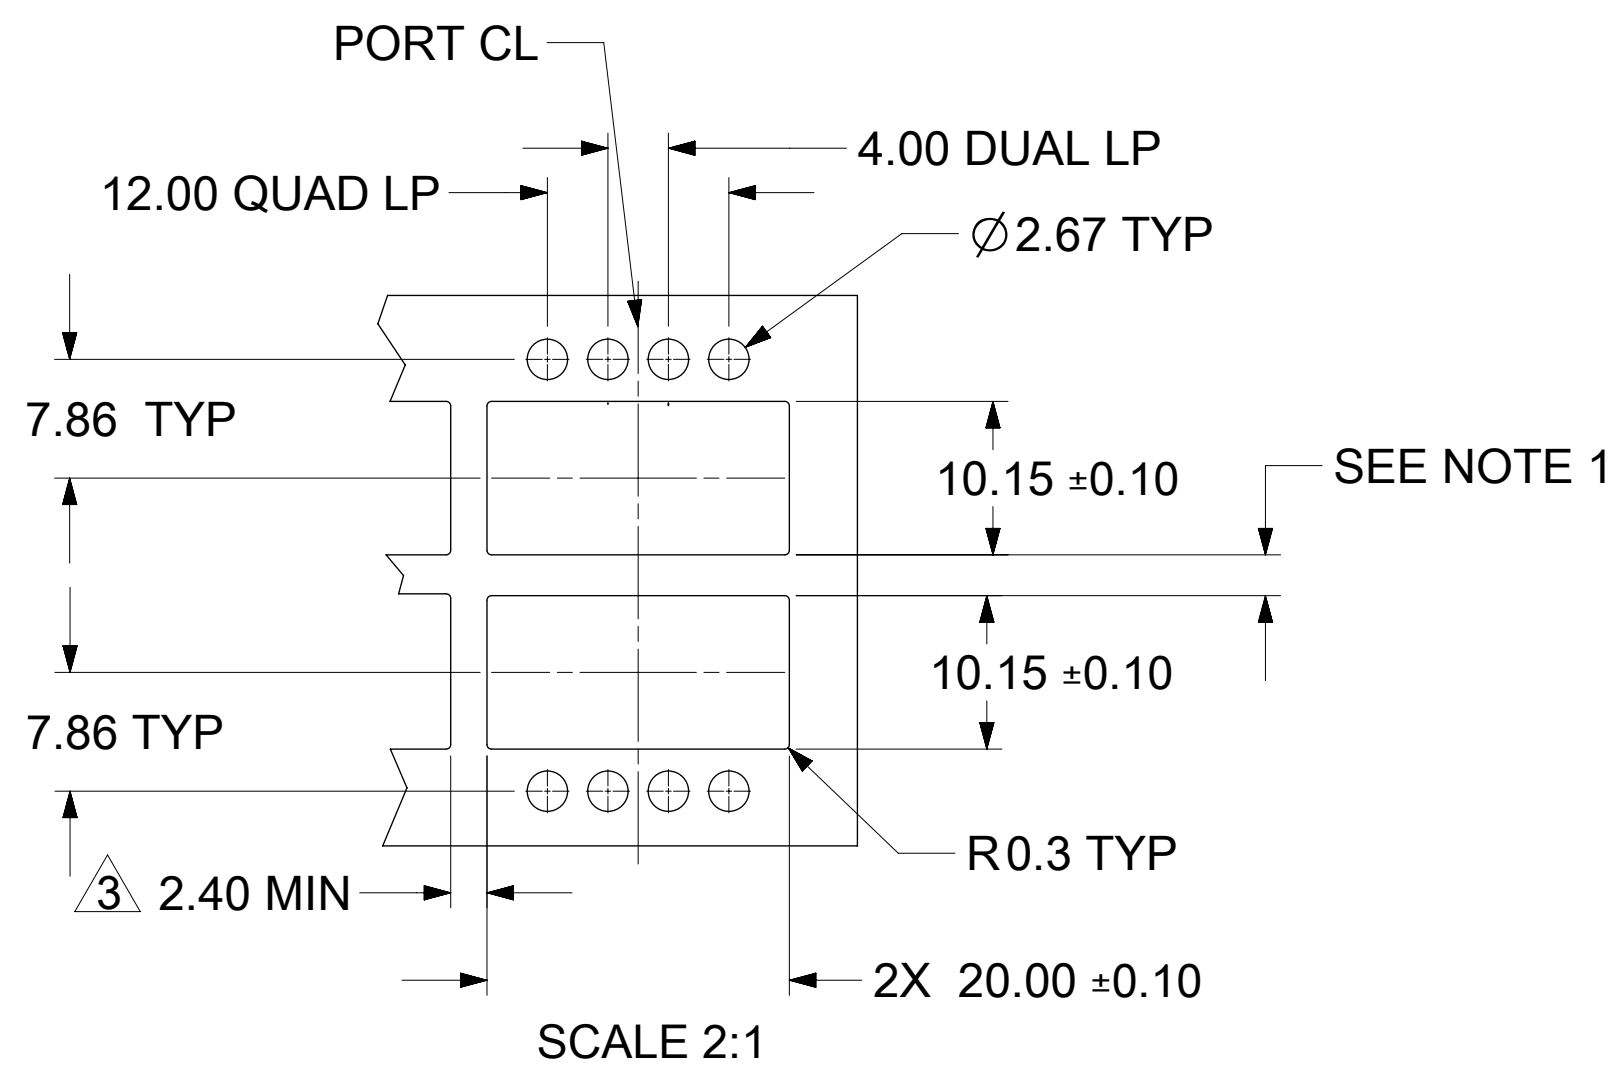 PORT CL
4.00 DUAL LP
12.00 QUAD LP
∅2.67 TYP
7.86 TYP
10.15 ±0.10
SEE NOTE 1
10.15 ±0.10
7.86 TYP
R0.3 TYP
3 2.40 MIN
2X 20.00 ±0.10
SCALE 2:1